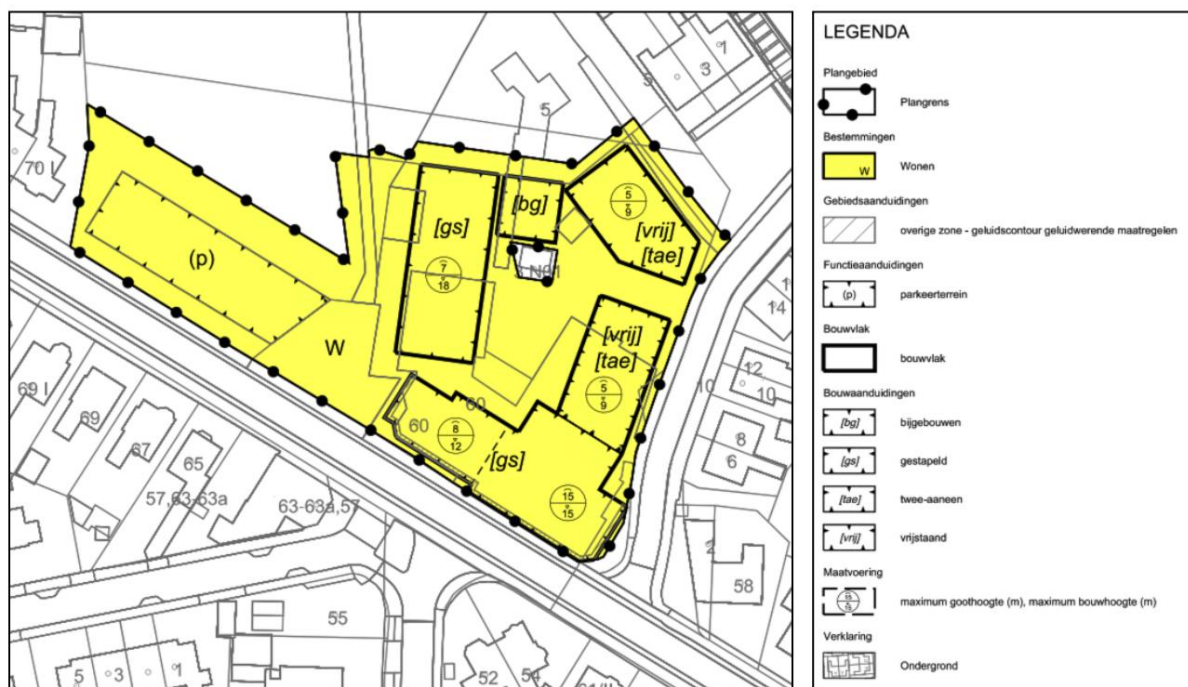 1
3
5
5
70
5
9
[bg]
[gs]
[vrij]
[tae]
(p)
7
18
N01
14
W
[vrij]
[tae]
5
9
10
12
10
69 I
69
67
65
60
60
8
12
[gs]
8
6
57,63-63a
63-63a,57
15
15
2
58
55
5
3
1
52
54
LEGENDA
Plangebied
Plangrens
Bestemmingen
W
Wonen
Gebiedsaanduidingen
overige zone - geluidscontour geluidwerende maatregelen
Functieaanduidingen
(p)
parkeerterrein
Bouwvlak
bouwvlak
Bouwaanduidingen
[bg]
bijgebouwen
[gs]
gestapeld
[tae]
twee-aaneen
[vrij]
vrijstaand
Maatvoering
maximum goothoogte (m), maximum bouwhoogte (m)
Verklaring
Ondergrond